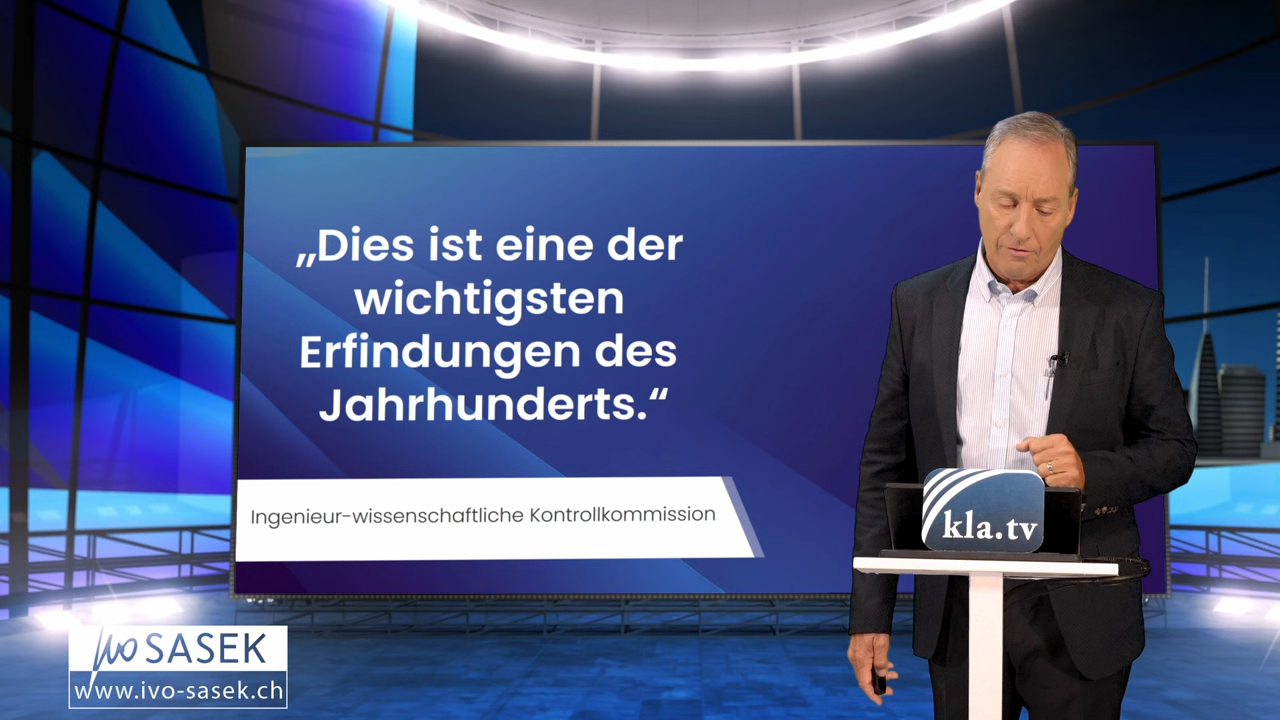 „Dies ist eine der
wichtigsten
Erfindungen des
Jahrhunderts.“
Ingenieur-wissenschaftliche Kontrollkommission
kla.tv
Ivo SASEK
www.ivo-sasek.ch